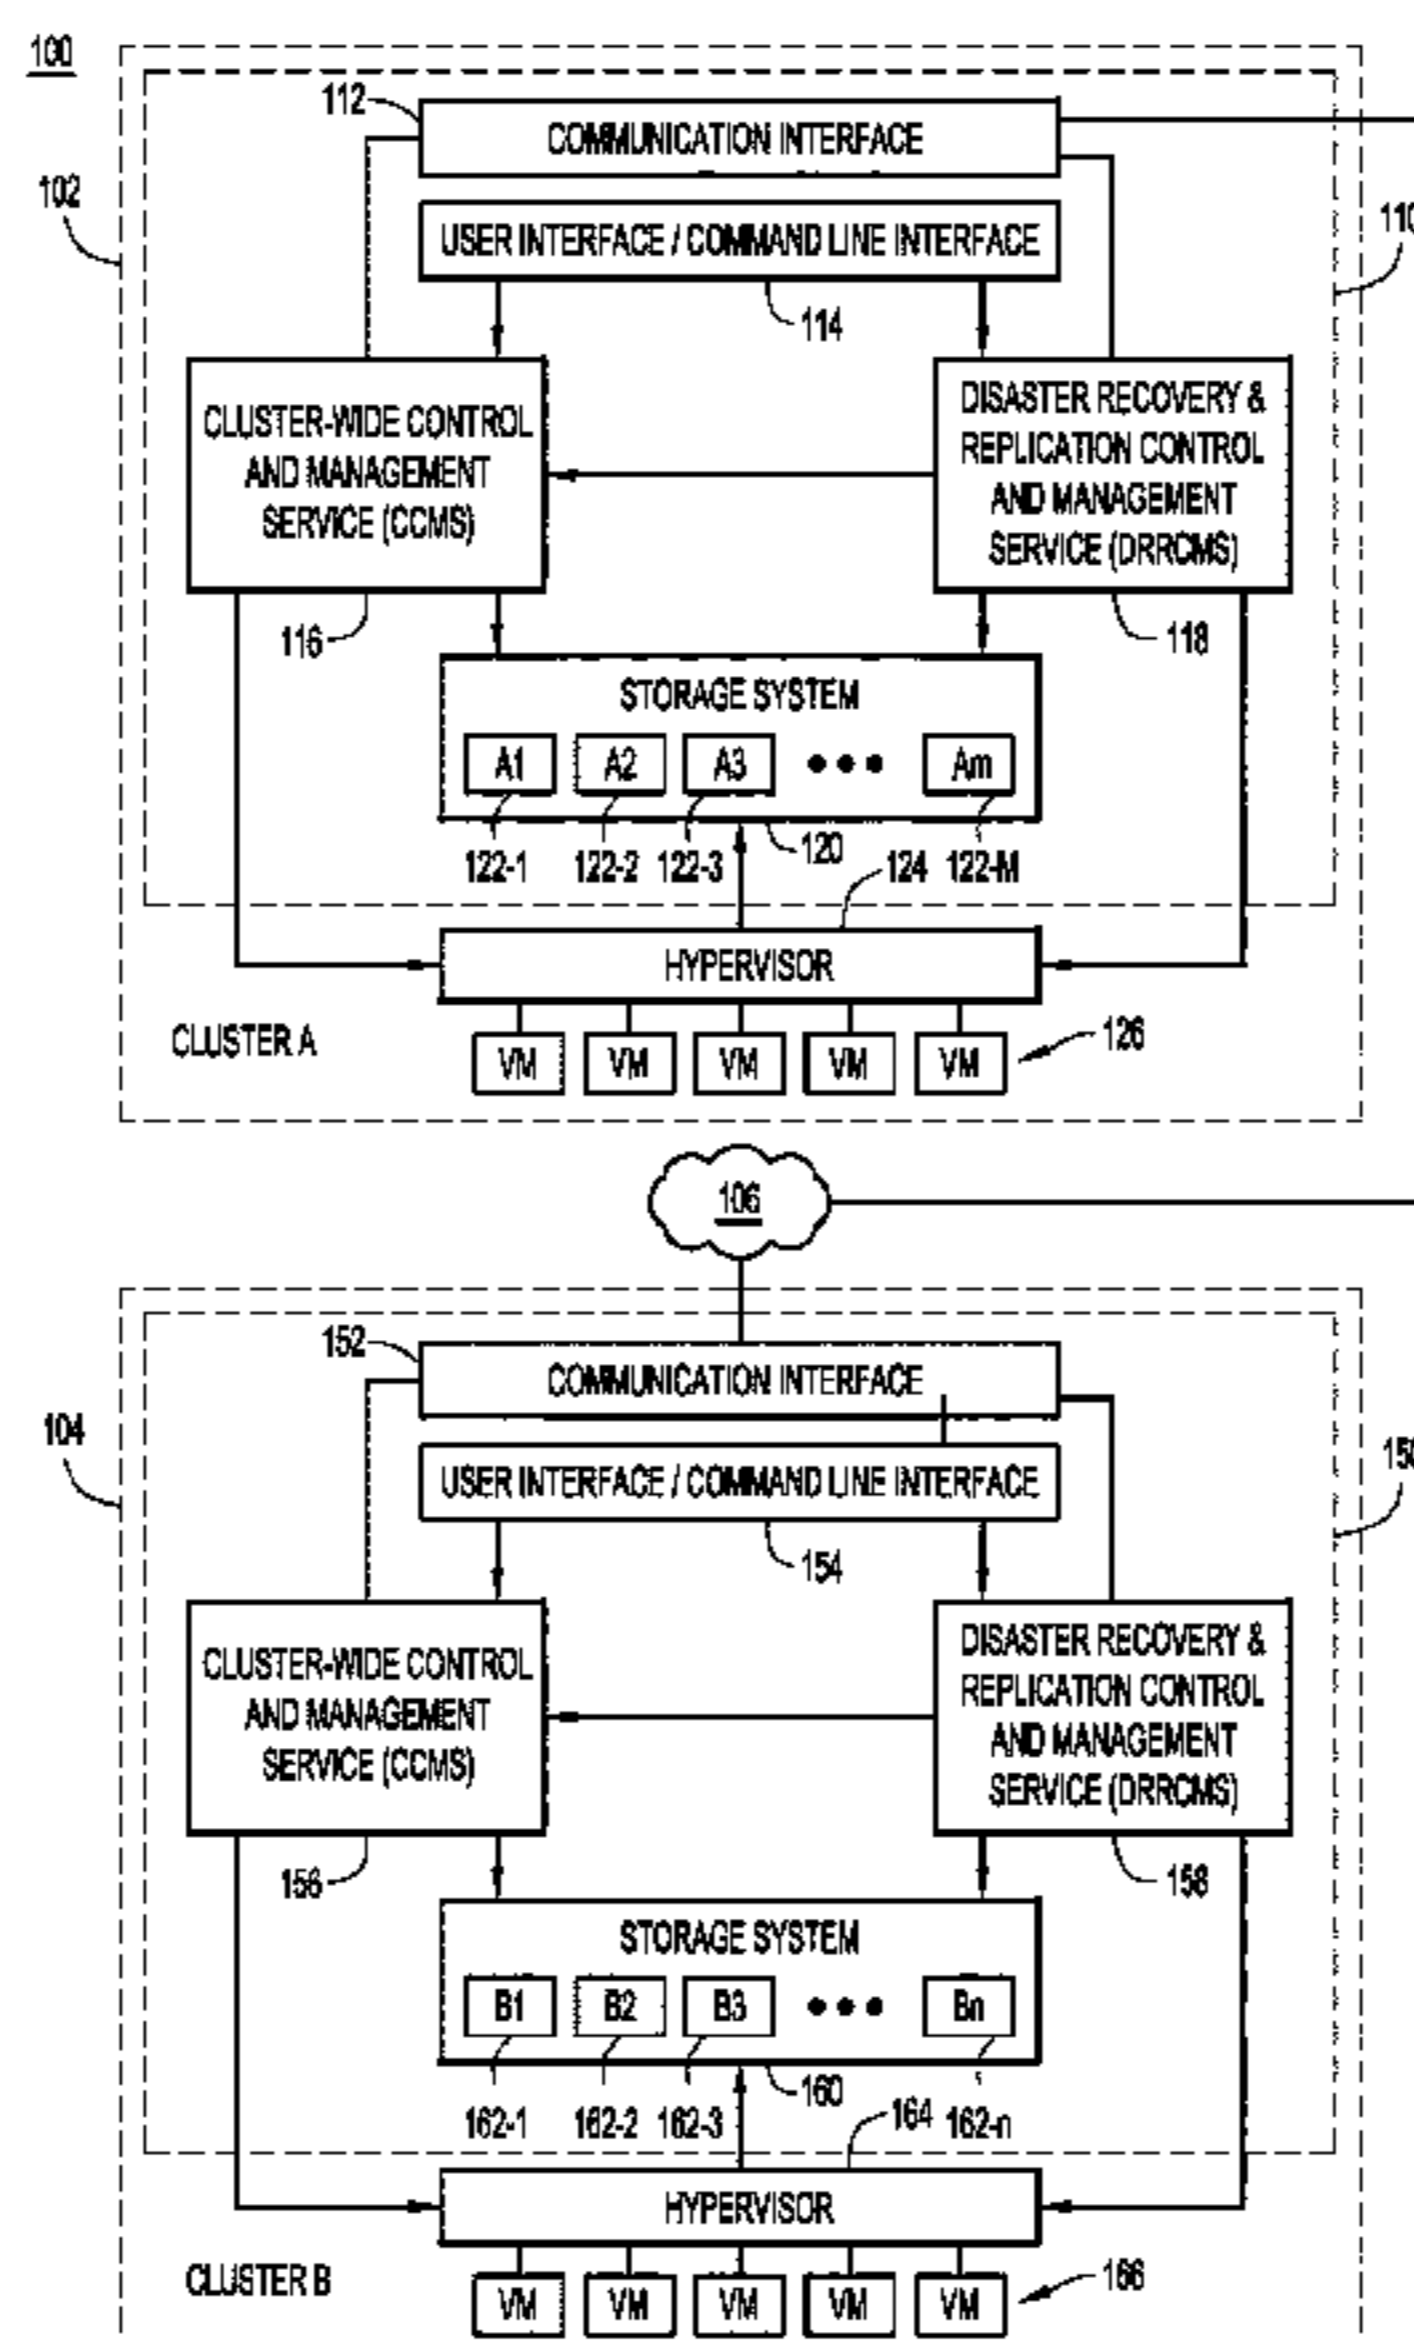 100
112
COMMUNICATION INTERFACE
102
110
USER INTERFACE / COMMAND LINE INTERFACE
114
CLUSTER-WIDE CONTROL
AND MANAGEMENT
SERVICE (CCMS)
DISASTER RECOVERY &
REPLICATION CONTROL
AND MANAGEMENT
SERVICE (DRRCMS)
116
118
STORAGE SYSTEM
A1 A2 A3 ••• Am
120
122-1 122-2 122-3 124 122-M
HYPERVISOR
CLUSTER A
126
VM VM VM VM VM
106
152
COMMUNICATION INTERFACE
104
USER INTERFACE / COMMAND LINE INTERFACE
154
CLUSTER-WIDE CONTROL
AND MANAGEMENT
SERVICE (CCMS)
DISASTER RECOVERY &
REPLICATION CONTROL
AND MANAGEMENT
SERVICE (DRRCMS)
156
158
STORAGE SYSTEM
B1 B2 B3 ••• Bn
160
162-1 162-2 162-3 164 162-n
HYPERVISOR
CLUSTER B
166
VM VM VM VM VM